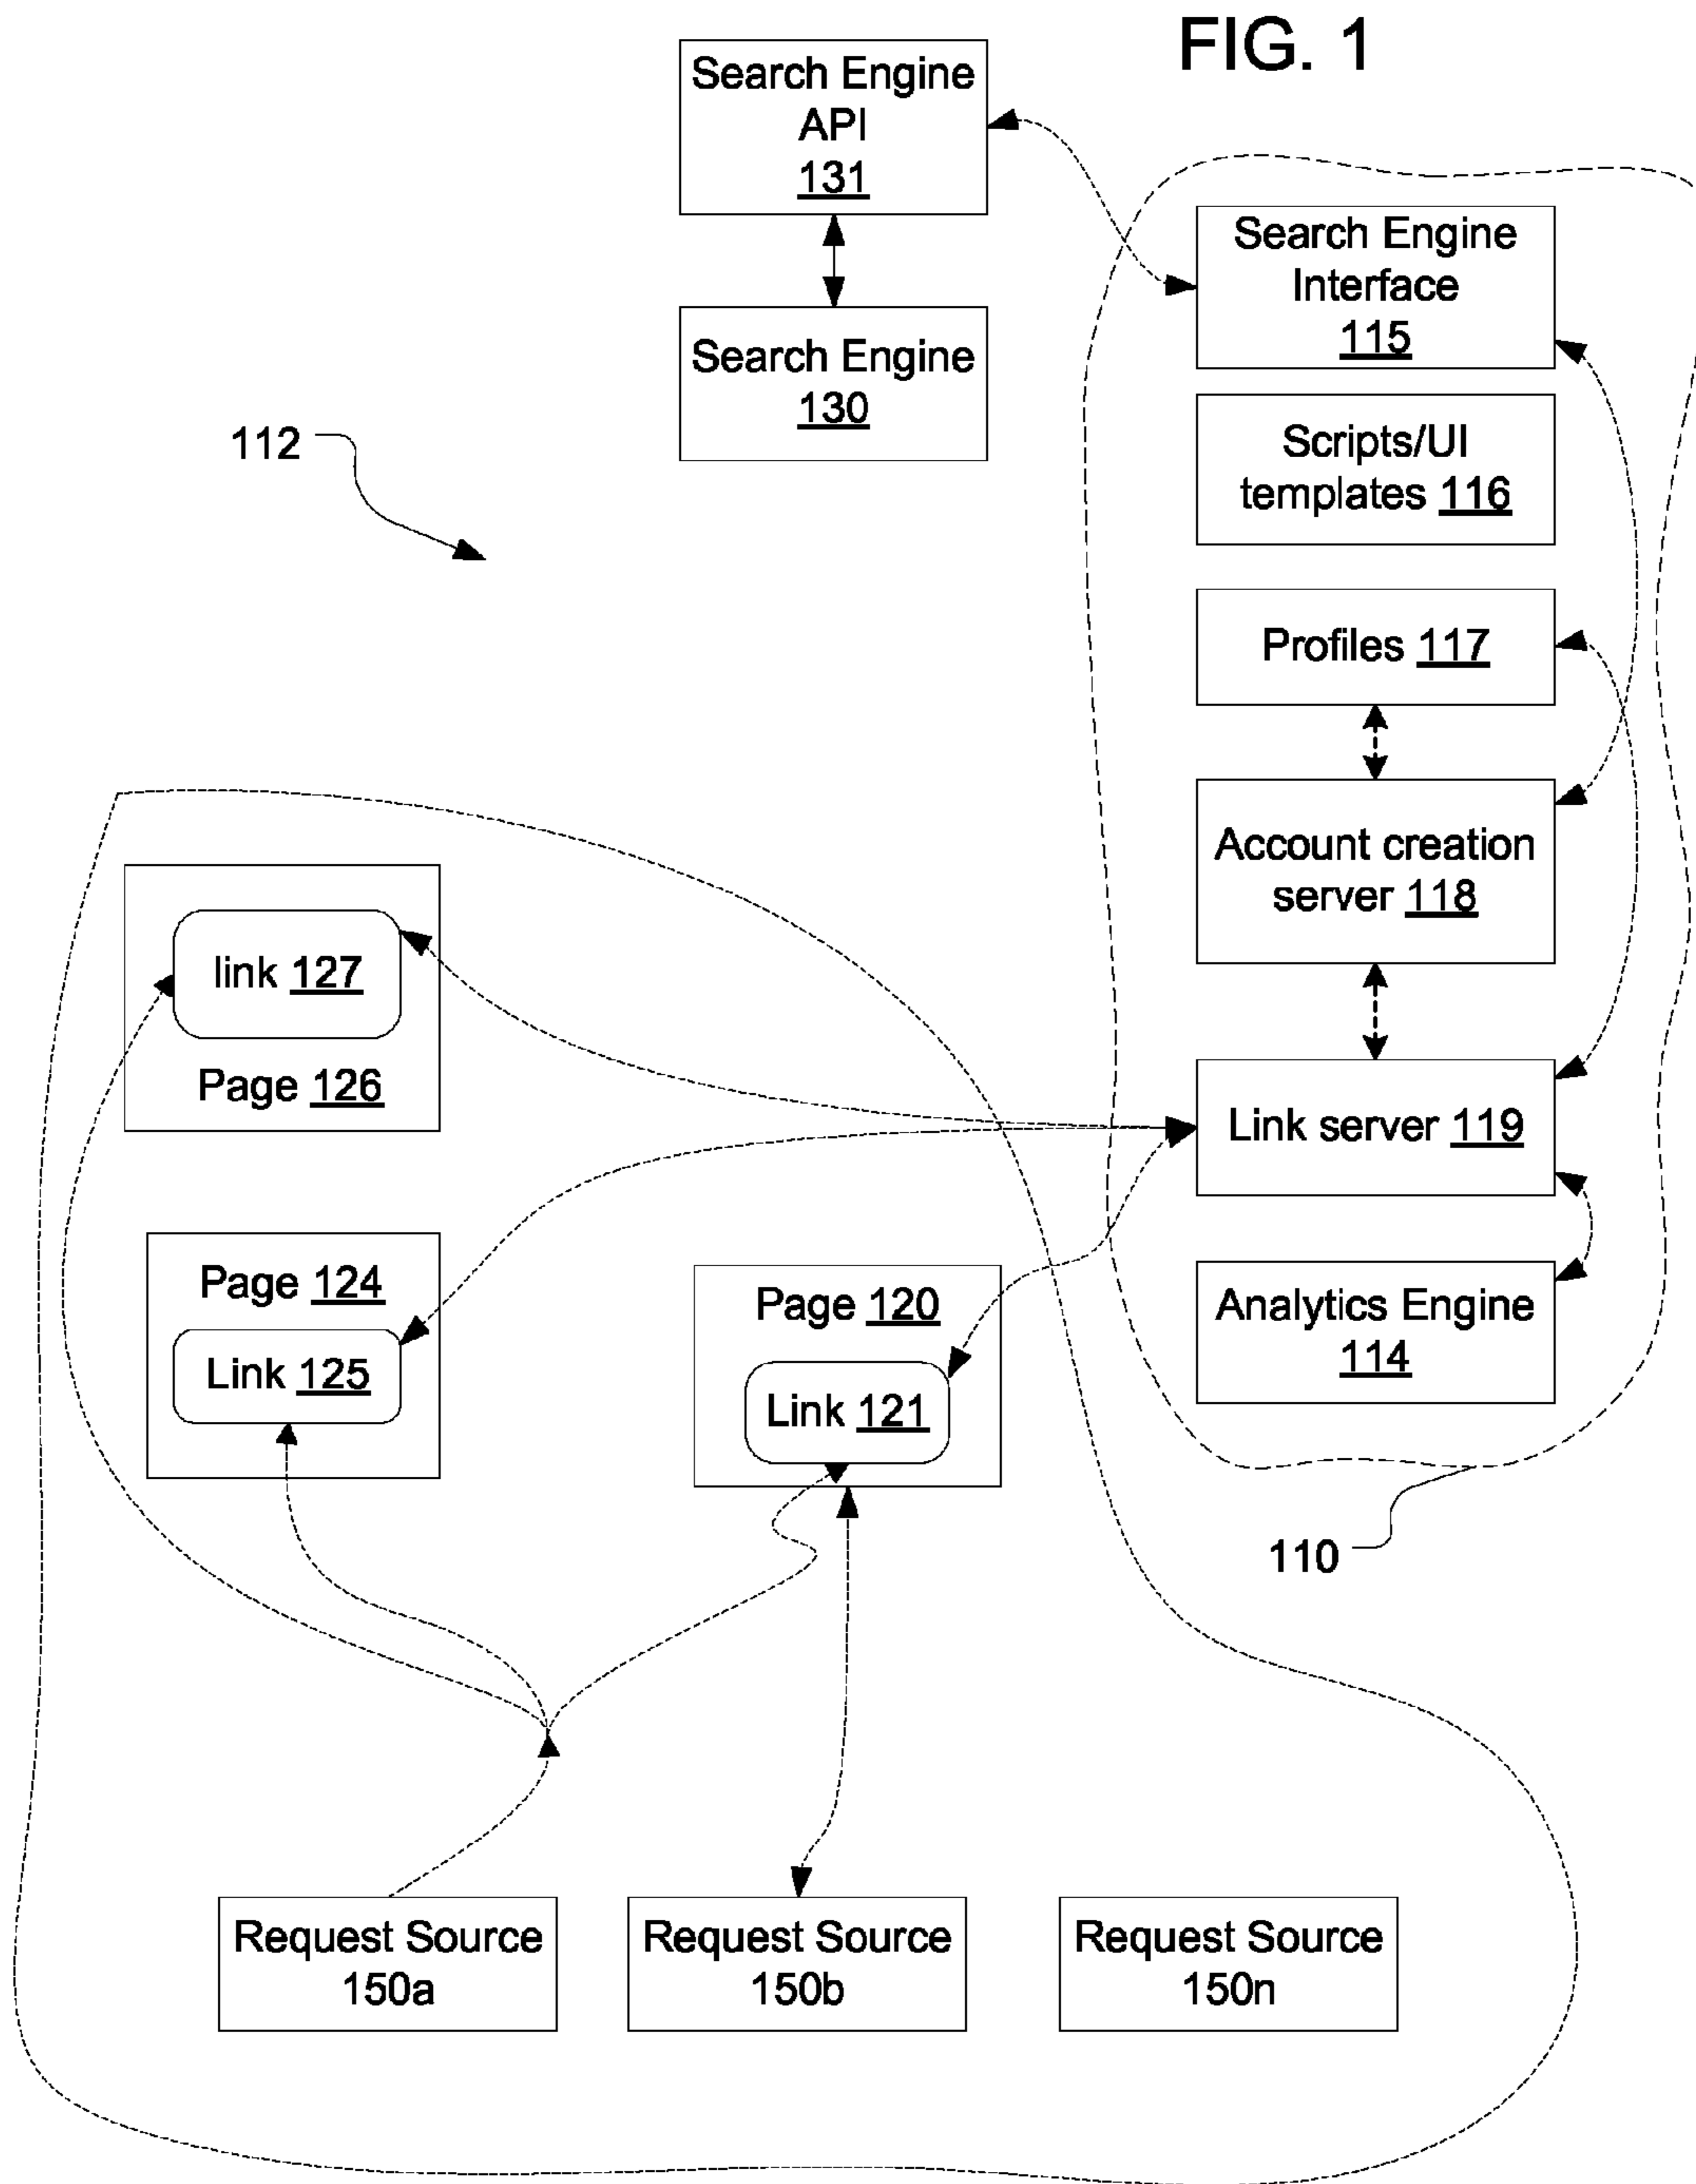 FIG. 1
Search Engine
API
131
Search Engine
130
112
Search Engine
Interface
115
Scripts/UI
templates 116
Profiles 117
Account creation
server 118
Link server 119
Analytics Engine
114
110
link 127
Page 126
Page 124
Link 125
Page 120
Link 121
Request Source
150a
Request Source
150b
Request Source
150n